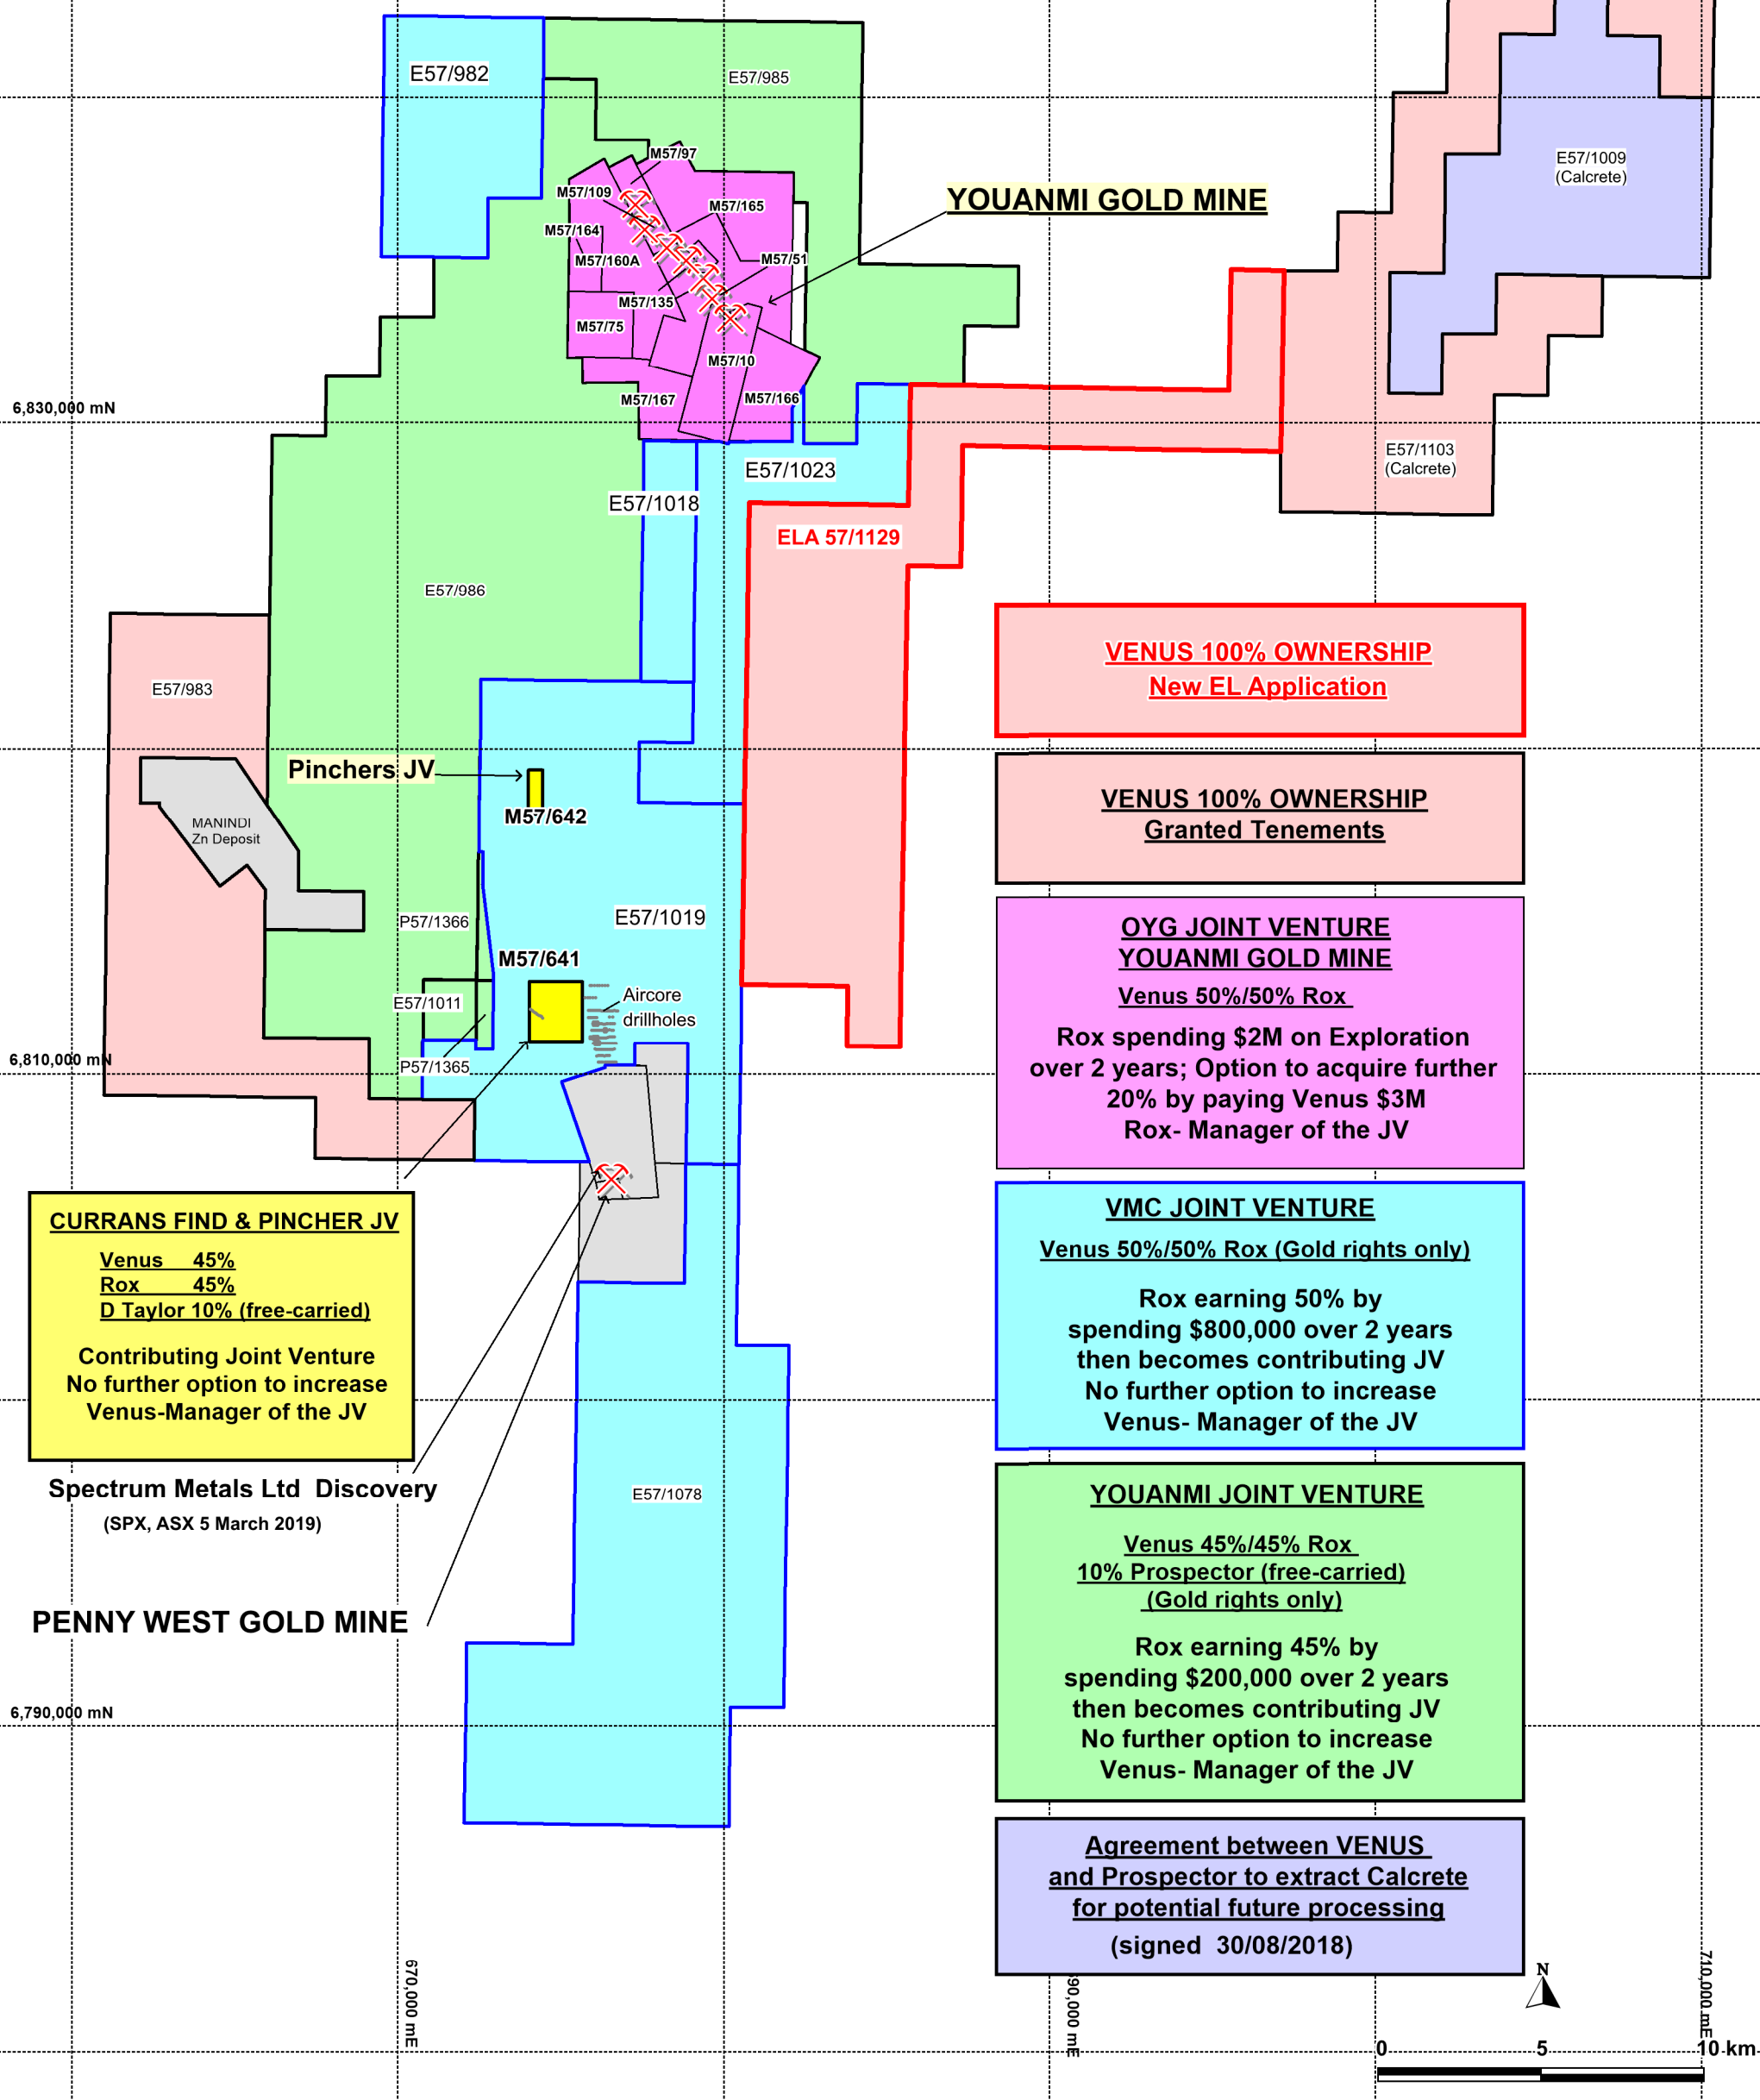 E57/982
E57/985
E57/1009
(Calcrete)
M57/97
M57/109
M57/165
YOUANMI GOLD MINE
M57/164
M57/160A
M57/51
M57/135
M57/75
M57/10
M57/167
M57/166
6,830,000 mN
E57/1103
(Calcrete)
E57/1023
E57/1018
ELA 57/1129
E57/986
E57/983
VENUS 100% OWNERSHIP
New EL Application
Pinchers JV
M57/642
MANINDI
Zn Deposit
VENUS 100% OWNERSHIP
Granted Tenements
P57/1366
E57/1019
M57/641
E57/1011
Aircore
drillholes
6,810,000 mN
P57/1365
OYG JOINT VENTURE
YOUANMI GOLD MINE
Venus 50%/50% Rox
Rox spending $2M on Exploration
over 2 years; Option to acquire further
20% by paying Venus $3M
Rox- Manager of the JV
CURRANS FIND & PINCHER JV
Venus 45%
Rox 45%
D Taylor 10% (free-carried)
Contributing Joint Venture
No further option to increase
Venus-Manager of the JV
VMC JOINT VENTURE
Venus 50%/50% Rox (Gold rights only)
Rox earning 50% by
spending $800,000 over 2 years
then becomes contributing JV
No further option to increase
Venus- Manager of the JV
Spectrum Metals Ltd Discovery
(SPX, ASX 5 March 2019)
E57/1078
PENNY WEST GOLD MINE
YOUANMI JOINT VENTURE
Venus 45%/45% Rox
10% Prospector (free-carried)
(Gold rights only)
Rox earning 45% by
spending $200,000 over 2 years
then becomes contributing JV
No further option to increase
Venus- Manager of the JV
6,790,000 mN
Agreement between VENUS
and Prospector to extract Calcrete
for potential future processing
(signed 30/08/2018)
670,000 mE
90,000 mE
710,000 mE
N
0 5 10 km